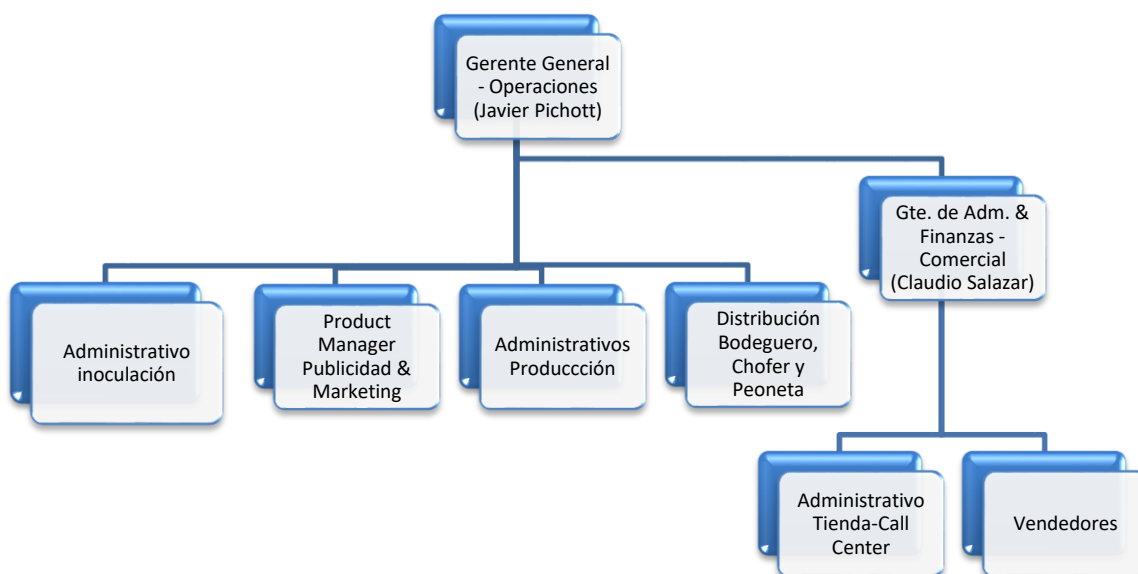 Gerente General
- Operaciones
(Javier Pichott)
Gte. de Adm. &
Finanzas -
Comercial
(Claudio Salazar)
Administrativo
inoculación
Product
Manager
Publicidad &
Marketing
Administrativos
Produccción
Distribución
Bodeguero,
Chofer y
Peoneta
Administrativo
Tienda-Call
Center
Vendedores